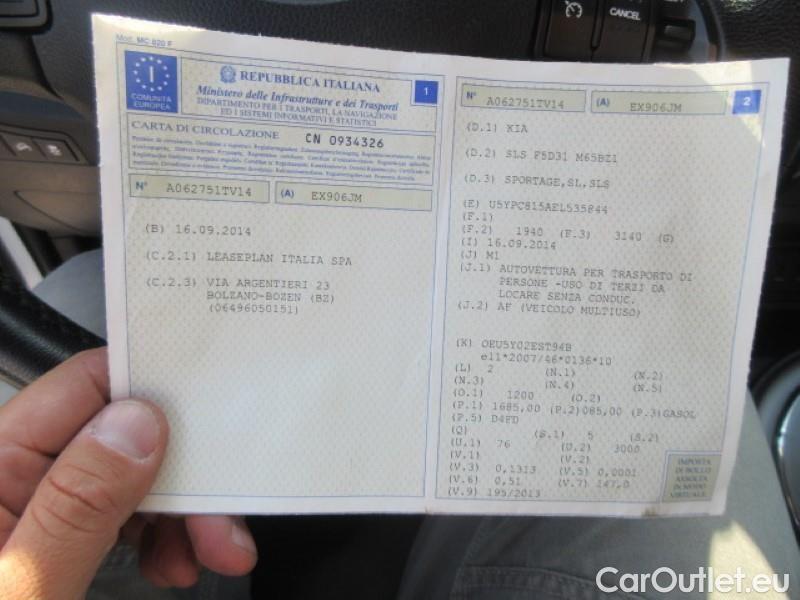 CANCEL
Mod. MC 820 F
I
COMUNITÀ
EUROPEA
REPUBBLICA ITALIANA
1
Ministero delle Infrastrutture e dei Trasporti
DIPARTIMENTO PER I TRASPORTI, LA NAVIGAZIONE
ED I SISTEMI INFORMATIVI E STATISTICI
CARTA DI CIRCOLAZIONE CN 0934326
N° A062751TV14 (A) EX906JM
(B) 16.09.2014
(C.2.1) LEASEPLAN ITALIA SPA
(C.2.3) VIA ARGENTIERI 23
BOLZANO-BOZEN (BZ)
(06496050151)
N° A062751TV14 (A) EX906JM 2
(D.1) KIA
(D.2) SLS F5D31 M65BZ1
(D.3) SPORTAGE,SL,SLS
(E) U5YPC815AEL535844
(F.1)
(F.2) 1940 (F.3) 3140 (G)
(I) 16.09.2014
(J) M1
(J.1) AUTOVETTURA PER TRASPORTO DI
PERSONE -USO DI TERZI DA
LOCARE SENZA CONDUC.
(J.2) AF (VEICOLO MULTIUSO)
(K) OEU5Y02EST94B
e11*2007/46*0136*10
(L) 2 (N.1) (N.2)
(N.3) (N.4) (N.5)
(O.1) 1200 (O.2)
(P.1) 1685,00 (P.2)085,00 (P.3)GASOL
(P.5) D4FD
(Q) (S.1) 5 (S.2)
(U.1) 76 (U.2) 3000
(V.1) (V.2)
(V.3) 0,1313 (V.5) 0,0001
(V.6) 0,51 (V.7) 147,0
(V.9) 195/2013
IMPOSTA
DI BOLLO
ASSOLTA
IN MODO
VIRTUALE
CarOutlet.eu